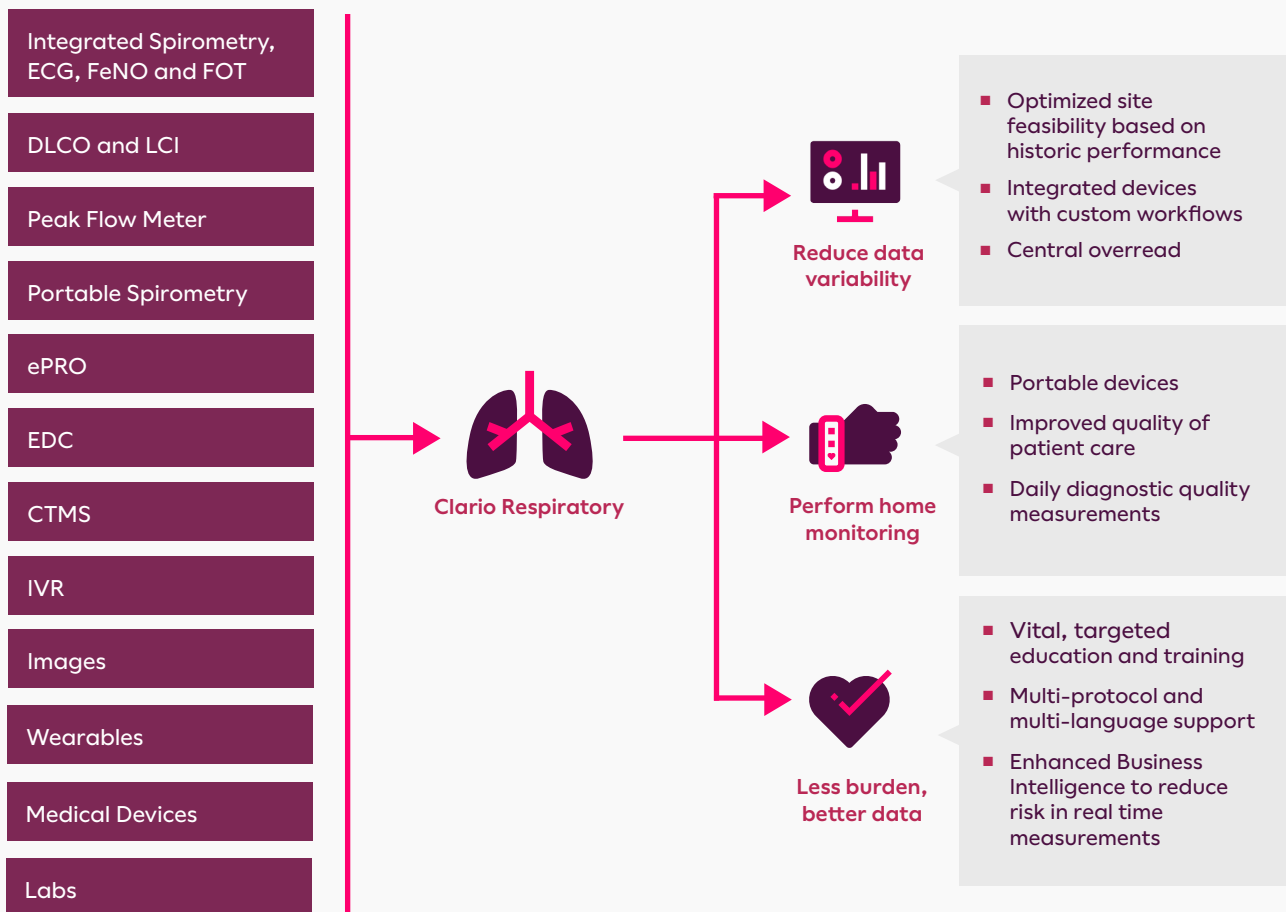 Integrated Spirometry,
ECG, FeNO and FOT
DLCO and LCI
Peak Flow Meter
Portable Spirometry
ePRO
EDC
CTMS
IVR
Images
Wearables
Medical Devices
Labs
Clario Respiratory
Reduce data
variability
▪ Optimized site
feasibility based on
historic performance
▪ Integrated devices
with custom workflows
▪ Central overread
Perform home
monitoring
▪ Portable devices
▪ Improved quality of
patient care
▪ Daily diagnostic quality
measurements
Less burden,
better data
▪ Vital, targeted
education and training
▪ Multi-protocol and
multi-language support
▪ Enhanced Business
Intelligence to reduce
risk in real time
measurements